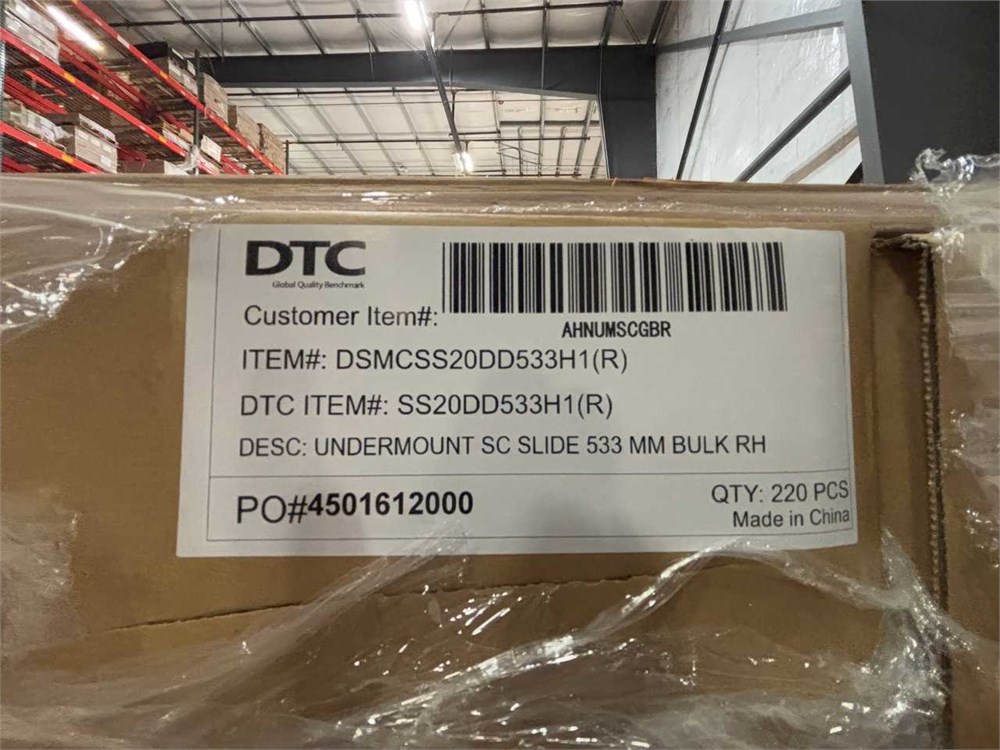 DTC
Global Quality Benchmark
Customer Item#:
AHNUMSCGBR
ITEM#: DSMCSS20DD533H1(R)
DTC ITEM#: SS20DD533H1(R)
DESC: UNDERMOUNT SC SLIDE 533 MM BULK RH
PO#4501612000
QTY: 220 PCS
Made in China